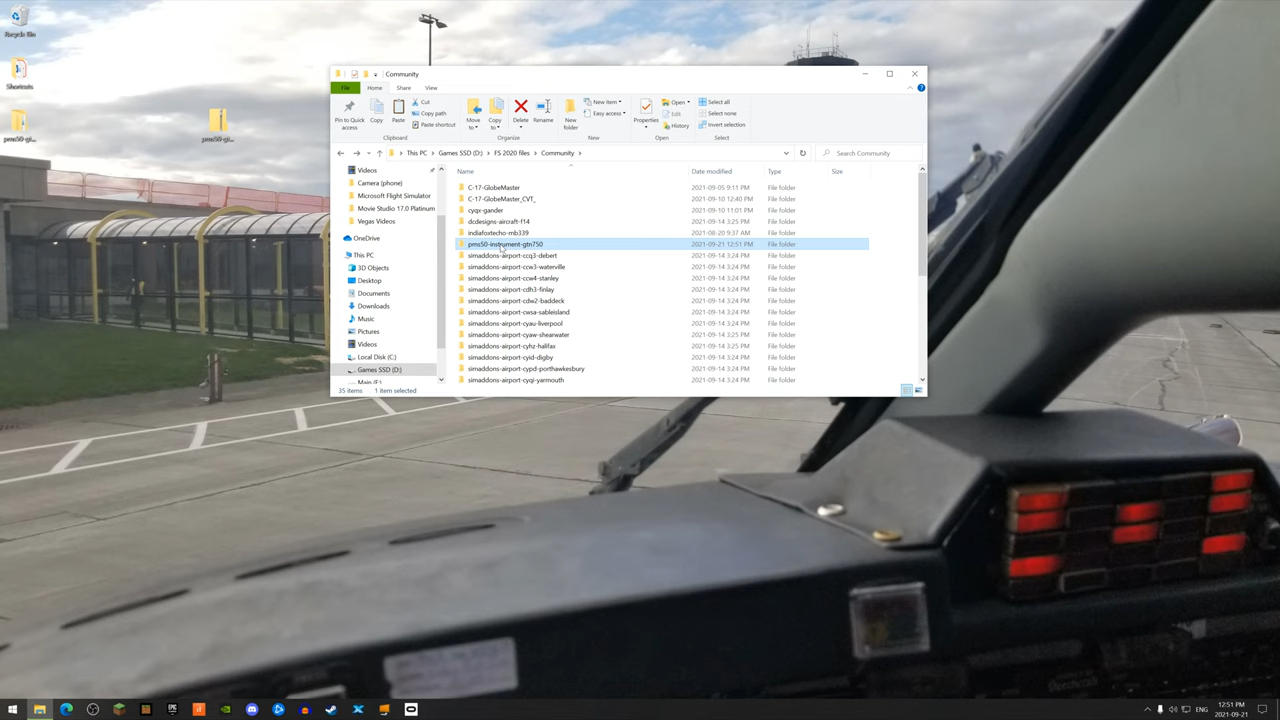 Recycle Bin
Shortcuts
pms50-gt...
pms50-gt...
Community
File
Home
Share
View
Pin to Quick access
Copy
Paste
Cut
Copy path
Paste shortcut
Clipboard
Move to
Copy to
Delete
Rename
Organize
New folder
New item
Easy access
New
Properties
Open
Edit
History
Open
Select all
Select none
Invert selection
Select
This PC
Games SSD (D:)
FS 2020 files
Community
Search Community
Name
Date modified
Type
Size
Videos
Camera (phone)
Microsoft Flight Simulator
Movie Studio 17.0 Platinum
Vegas Videos
OneDrive
This PC
3D Objects
Desktop
Documents
Downloads
Music
Pictures
Videos
Local Disk (C:)
Games SSD (D:)
Main (E:)
C-17-GlobeMaster 2021-09-05 9:11 PM File folder
C-17-GlobeMaster_CVT_ 2021-09-10 12:40 PM File folder
cyqx-gander 2021-09-10 11:01 PM File folder
dcdesigns-aircraft-f14 2021-09-14 3:25 PM File folder
indiafoxtecho-mb339 2021-08-20 9:37 AM File folder
pms50-instrument-gtn750 2021-09-21 12:51 PM File folder
simaddons-airport-ccq3-debert 2021-09-14 3:24 PM File folder
simaddons-airport-ccw3-waterville 2021-09-14 3:24 PM File folder
simaddons-airport-ccw4-stanley 2021-09-14 3:24 PM File folder
simaddons-airport-cdh3-finlay 2021-09-14 3:24 PM File folder
simaddons-airport-cdw2-baddeck 2021-09-14 3:24 PM File folder
simaddons-airport-cwsa-sableisland 2021-09-14 3:24 PM File folder
simaddons-airport-cyau-liverpool 2021-09-14 3:24 PM File folder
simaddons-airport-cyaw-shearwater 2021-09-14 3:24 PM File folder
simaddons-airport-cyhz-halifax 2021-09-14 3:25 PM File folder
simaddons-airport-cyid-digby 2021-09-14 3:24 PM File folder
simaddons-airport-cypd-porthawkesbury 2021-09-14 3:24 PM File folder
simaddons-airport-cyqi-yarmouth 2021-09-14 3:24 PM File folder
35 items
1 item selected
12:51 PM
2021-09-21